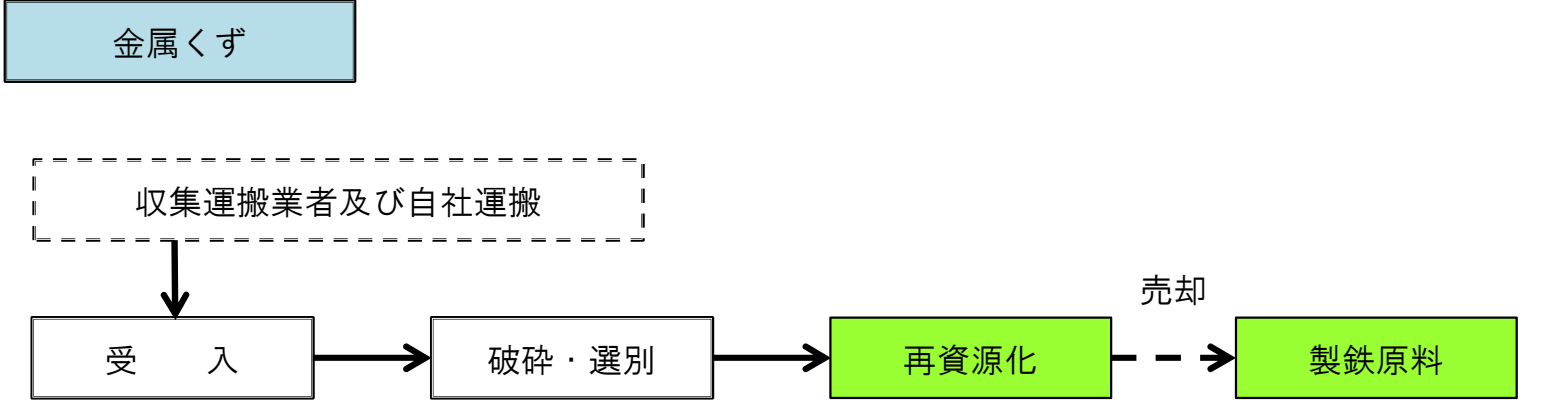 金属くず
収集運搬業者及び自社運搬
売却
受　　入
破砕・選別
再資源化
製鉄原料